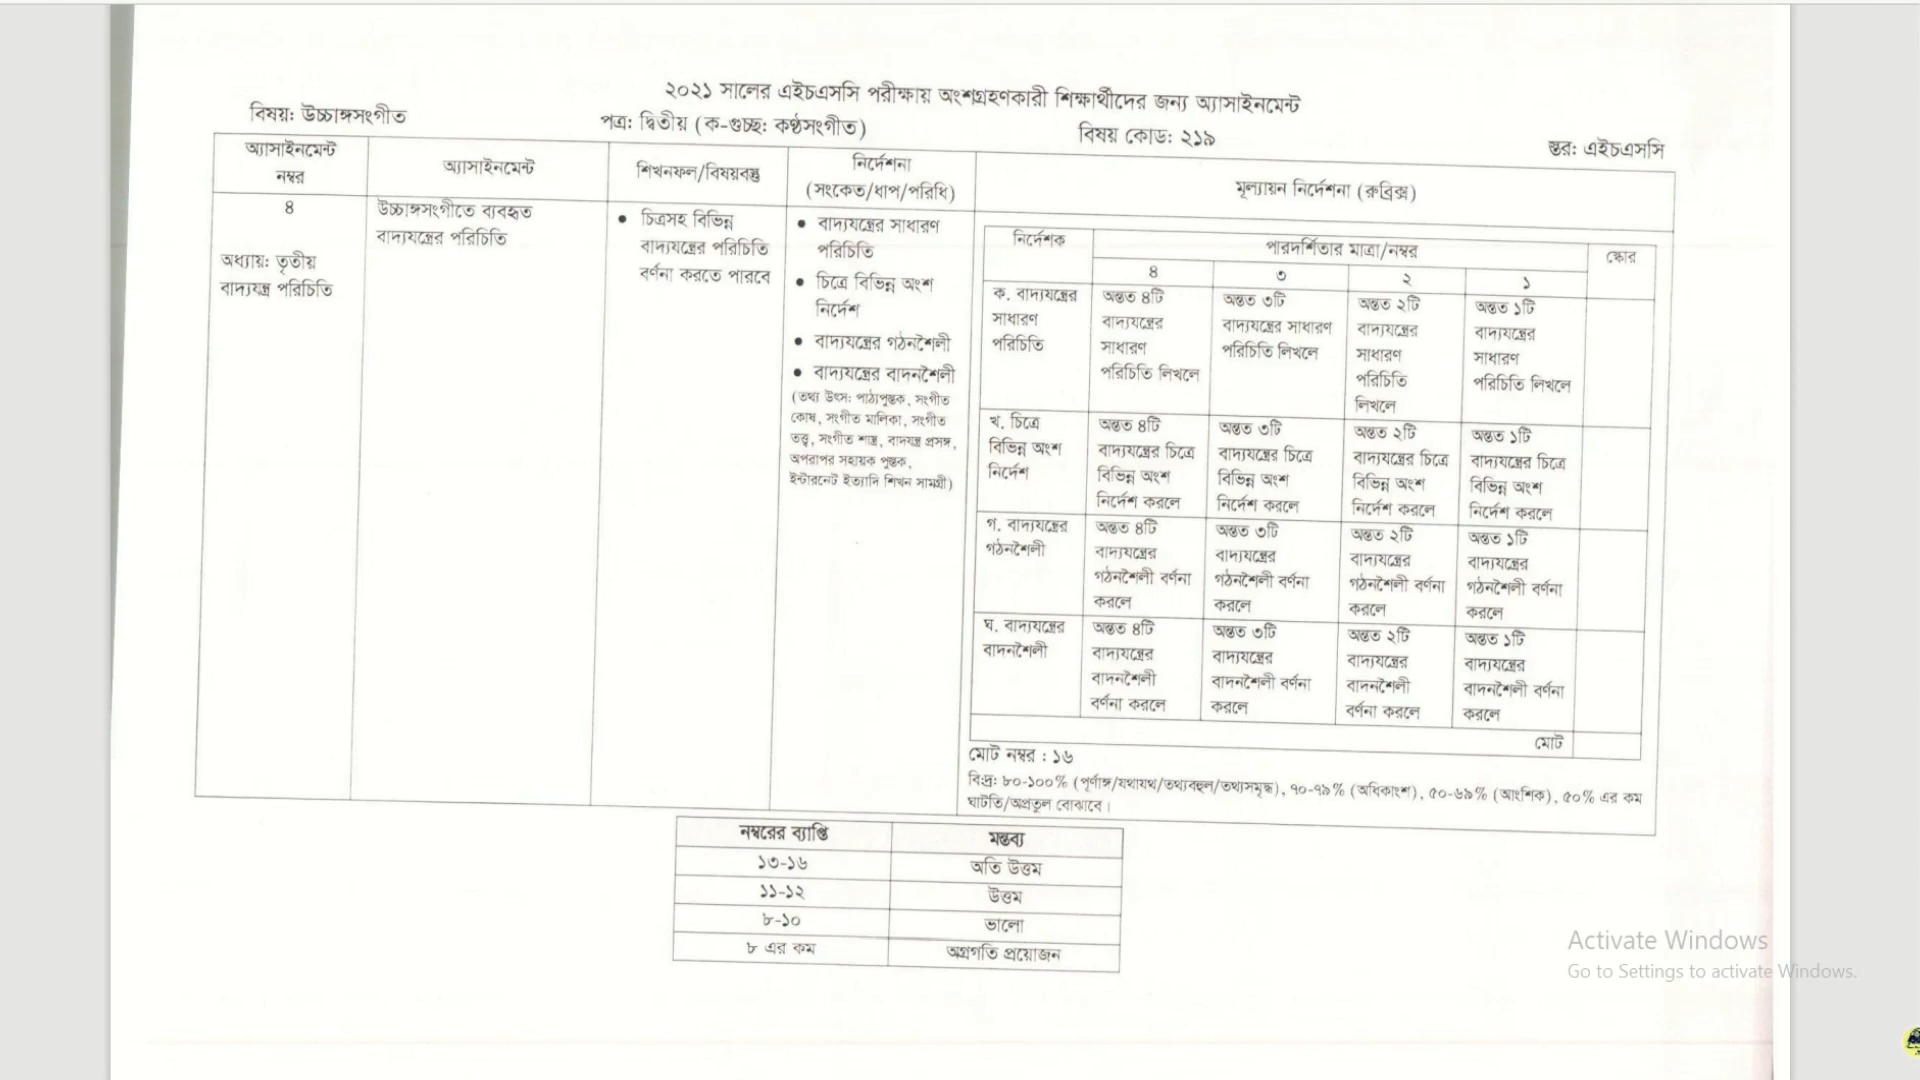 ২০২১ সালের এইচএসসি পরীক্ষায় অংশগ্রহণকারী শিক্ষার্থীদের জন্য অ্যাসাইনমেন্ট
বিষয়: উচ্চাঙ্গসংগীত
পত্র: দ্বিতীয় (ক-গুচ্ছ: কণ্ঠসংগীত)
বিষয় কোড: ২১৯
স্তর: এইচএসসি
অ্যাসাইনমেন্ট
নম্বর
অ্যাসাইনমেন্ট
শিখনফল/বিষয়বস্তু
নির্দেশনা
(সংকেত/ধাপ/পরিধি)
মূল্যায়ন নির্দেশনা (রুব্রিক্স)
৪
অধ্যায়: তৃতীয়
বাদ্যযন্ত্র পরিচিতি
উচ্চাঙ্গসংগীতে ব্যবহৃত
বাদ্যযন্ত্রের পরিচিতি
• চিত্রসহ বিভিন্ন
বাদ্যযন্ত্রের পরিচিতি
বর্ণনা করতে পারবে
• বাদ্যযন্ত্রের সাধারণ
পরিচিতি
• চিত্রে বিভিন্ন অংশ
নির্দেশ
• বাদ্যযন্ত্রের গঠনশৈলী
• বাদ্যযন্ত্রের বাদনশৈলী
(তথ্য উৎস: পাঠ্যপুস্তক, সংগীত
কোষ, সংগীত মালিকা, সংগীত
তত্ত্ব, সংগীত শাস্ত্র, বাদ্যযন্ত্র প্রসঙ্গ,
অপরাপর সহায়ক পুস্তক,
ইন্টারনেট ইত্যাদি শিখন সামগ্রী)
নির্দেশক
পারদর্শিতার মাত্রা/নম্বর
স্কোর
৪
৩
২
১
ক. বাদ্যযন্ত্রের
সাধারণ
পরিচিতি
অন্তত ৪টি
বাদ্যযন্ত্রের
সাধারণ
পরিচিতি লিখলে
অন্তত ৩টি
বাদ্যযন্ত্রের সাধারণ
পরিচিতি লিখলে
অন্তত ২টি
বাদ্যযন্ত্রের
সাধারণ
পরিচিতি
লিখলে
অন্তত ১টি
বাদ্যযন্ত্রের
সাধারণ
পরিচিতি লিখলে
খ. চিত্রে
বিভিন্ন অংশ
নির্দেশ
অন্তত ৪টি
বাদ্যযন্ত্রের চিত্রে
বিভিন্ন অংশ
নির্দেশ করলে
অন্তত ৩টি
বাদ্যযন্ত্রের চিত্রে
বিভিন্ন অংশ
নির্দেশ করলে
অন্তত ২টি
বাদ্যযন্ত্রের চিত্রে
বিভিন্ন অংশ
নির্দেশ করলে
অন্তত ১টি
বাদ্যযন্ত্রের চিত্রে
বিভিন্ন অংশ
নির্দেশ করলে
গ. বাদ্যযন্ত্রের
গঠনশৈলী
অন্তত ৪টি
বাদ্যযন্ত্রের
গঠনশৈলী বর্ণনা
করলে
অন্তত ৩টি
বাদ্যযন্ত্রের
গঠনশৈলী বর্ণনা
করলে
অন্তত ২টি
বাদ্যযন্ত্রের
গঠনশৈলী বর্ণনা
করলে
অন্তত ১টি
বাদ্যযন্ত্রের
গঠনশৈলী বর্ণনা
করলে
ঘ. বাদ্যযন্ত্রের
বাদনশৈলী
অন্তত ৪টি
বাদ্যযন্ত্রের
বাদনশৈলী
বর্ণনা করলে
অন্তত ৩টি
বাদ্যযন্ত্রের
বাদনশৈলী বর্ণনা
করলে
অন্তত ২টি
বাদ্যযন্ত্রের
বাদনশৈলী
বর্ণনা করলে
অন্তত ১টি
বাদ্যযন্ত্রের
বাদনশৈলী বর্ণনা
করলে
মোট
মোট নম্বর : ১৬
বিদ্র: ৮০-১০০% (পূর্ণাঙ্গ/যথাযথ/তথ্যবহুল/তথ্যসমৃদ্ধ), ৭০-৭৯% (অধিকাংশ), ৫০-৬৯% (আংশিক), ৫০% এর কম
ঘাটতি/অপ্রতুল বোঝাবে।
নম্বরের ব্যাপ্তি
মন্তব্য
১৩-১৬
অতি উত্তম
১১-১২
উত্তম
৮-১০
ভালো
৮ এর কম
অগ্রগতি প্রয়োজন
Activate Windows
Go to Settings to activate Windows.